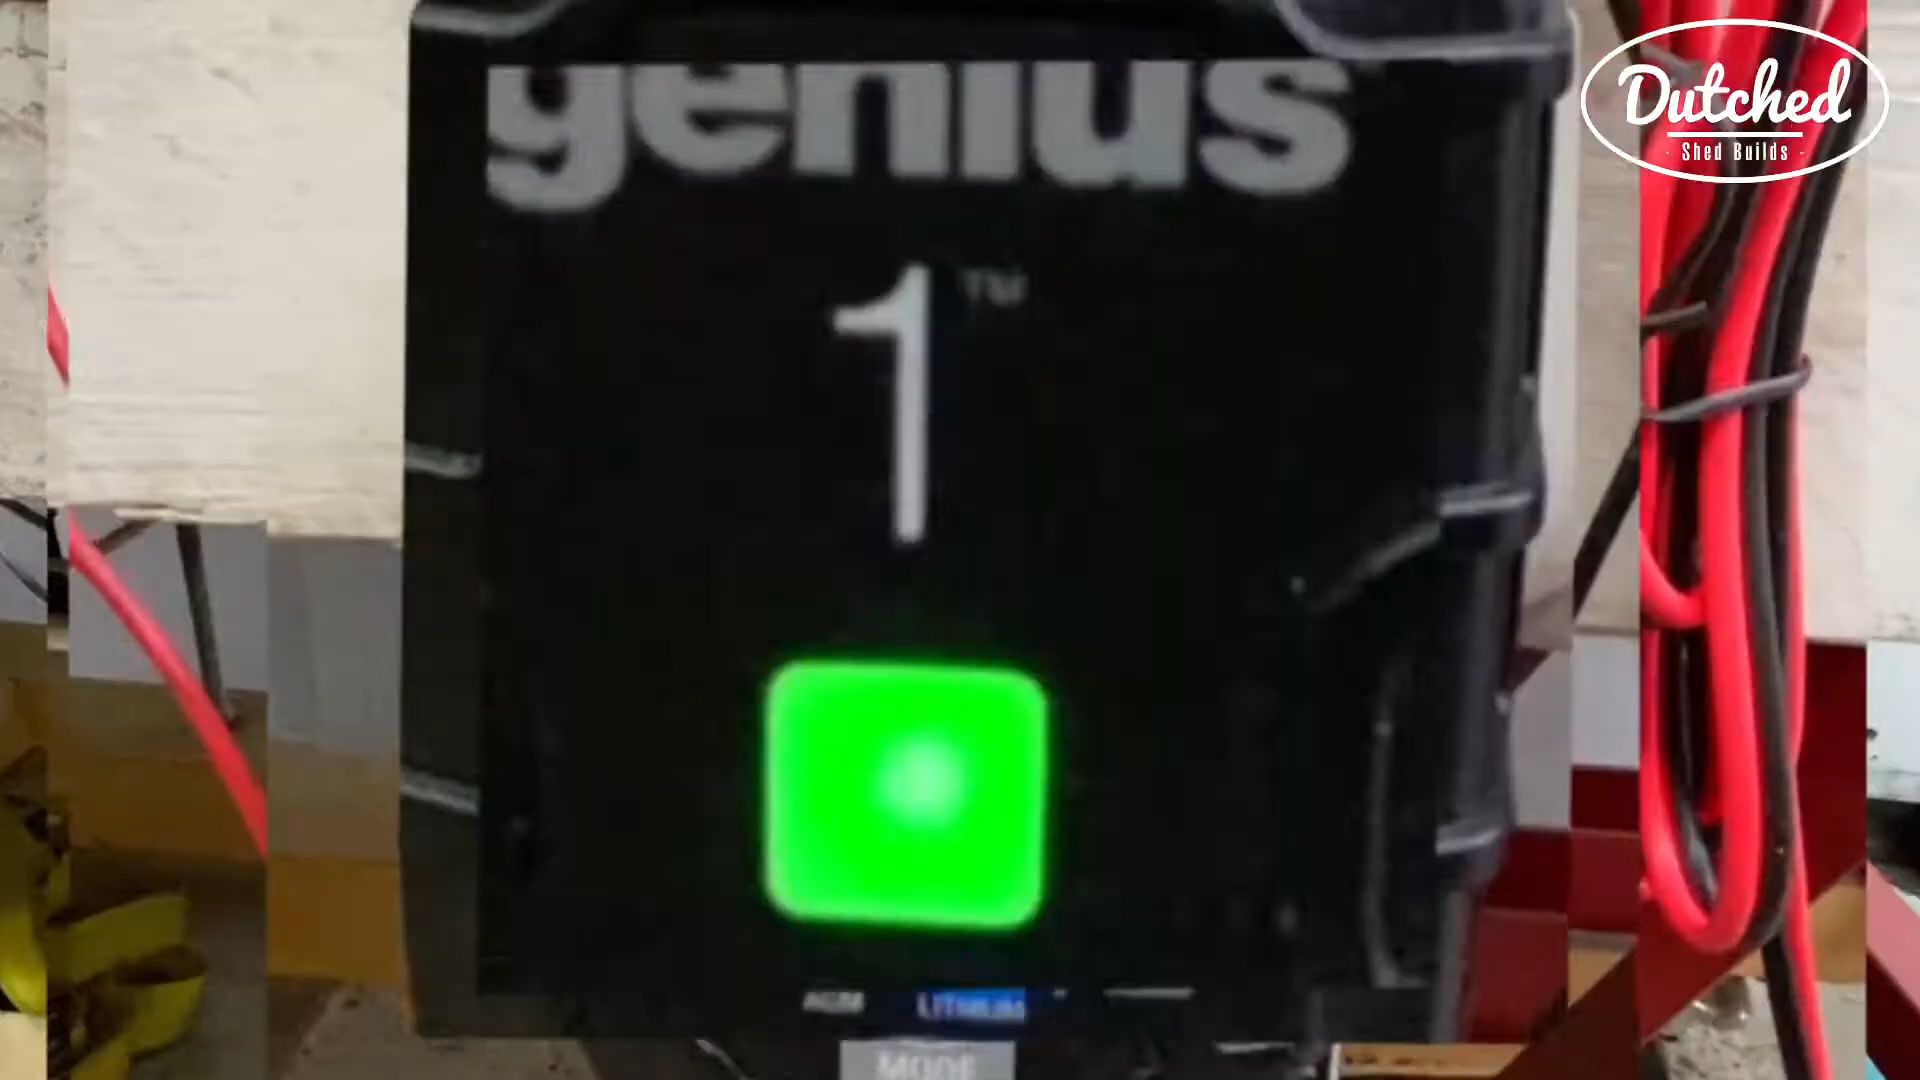 genius
Dutched
- Shed Builds -
1™
AGM LITHIUM
MODE